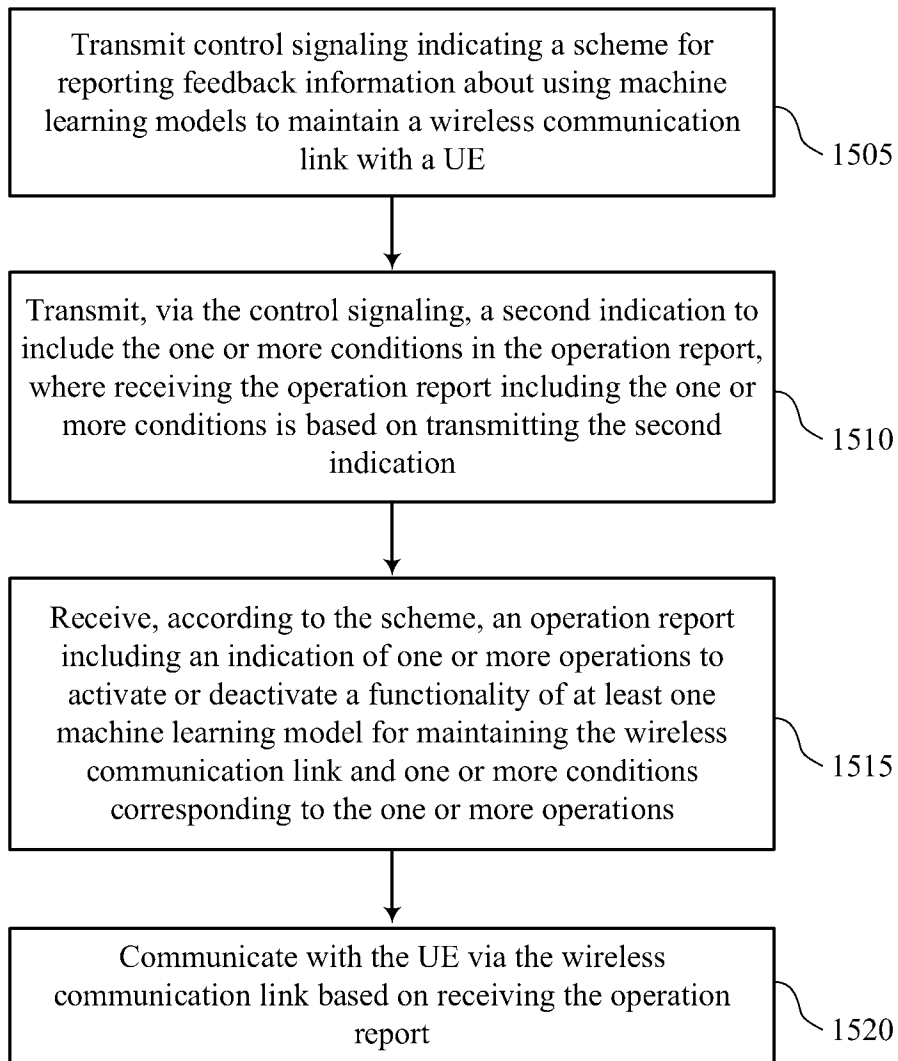 Transmit control signaling indicating a scheme for
reporting feedback information about using machine
learning models to maintain a wireless communication
link with a UE
1505
Transmit, via the control signaling, a second indication to
include the one or more conditions in the operation report,
where receiving the operation report including the one or
more conditions is based on transmitting the second
indication
1510
Receive, according to the scheme, an operation report
including an indication of one or more operations to
activate or deactivate a functionality of at least one
machine learning model for maintaining the wireless
communication link and one or more conditions
corresponding to the one or more operations
1515
Communicate with the UE via the wireless
communication link based on receiving the operation
report
1520